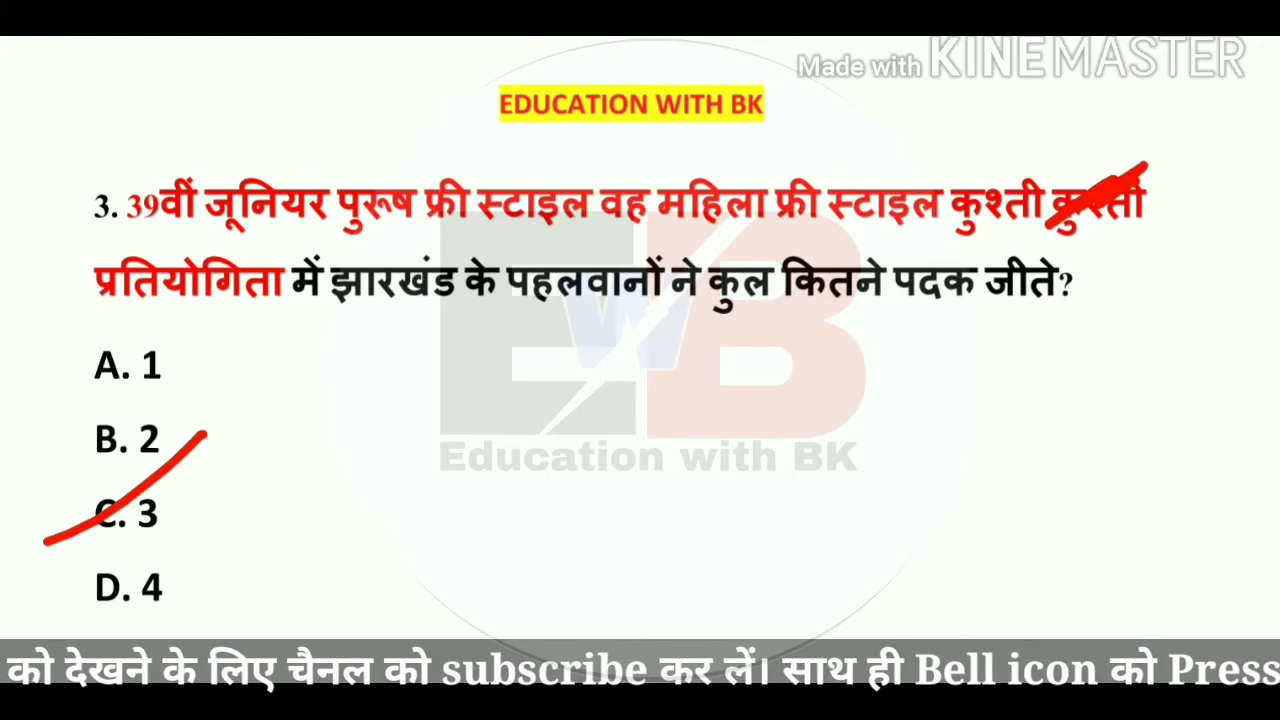 Made with KINEMASTER
EDUCATION WITH BK
3. 39वीं जूनियर पुरूष फ्री स्टाइल वह महिला फ्री स्टाइल कुश्ती कुश्ती
प्रतियोगिता में झारखंड के पहलवानों ने कुल कितने पदक जीते?
A. 1
B. 2
C. 3
D. 4
EWB
Education with BK
को देखने के लिए चैनल को subscribe कर लें। साथ ही Bell icon को Press